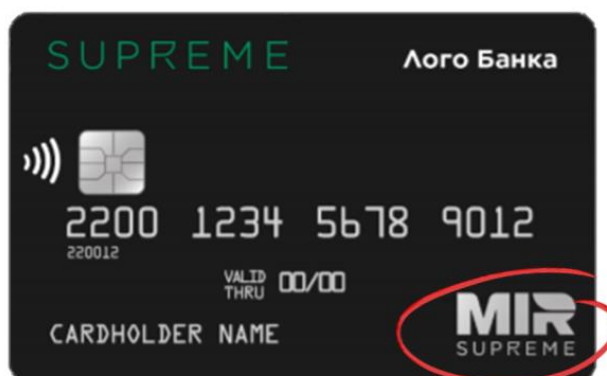 SUPREME
Лого Банка
2200 1234 5678 9012
220012
VALID THRU 00/00
CARDHOLDER NAME
MIR
SUPREME